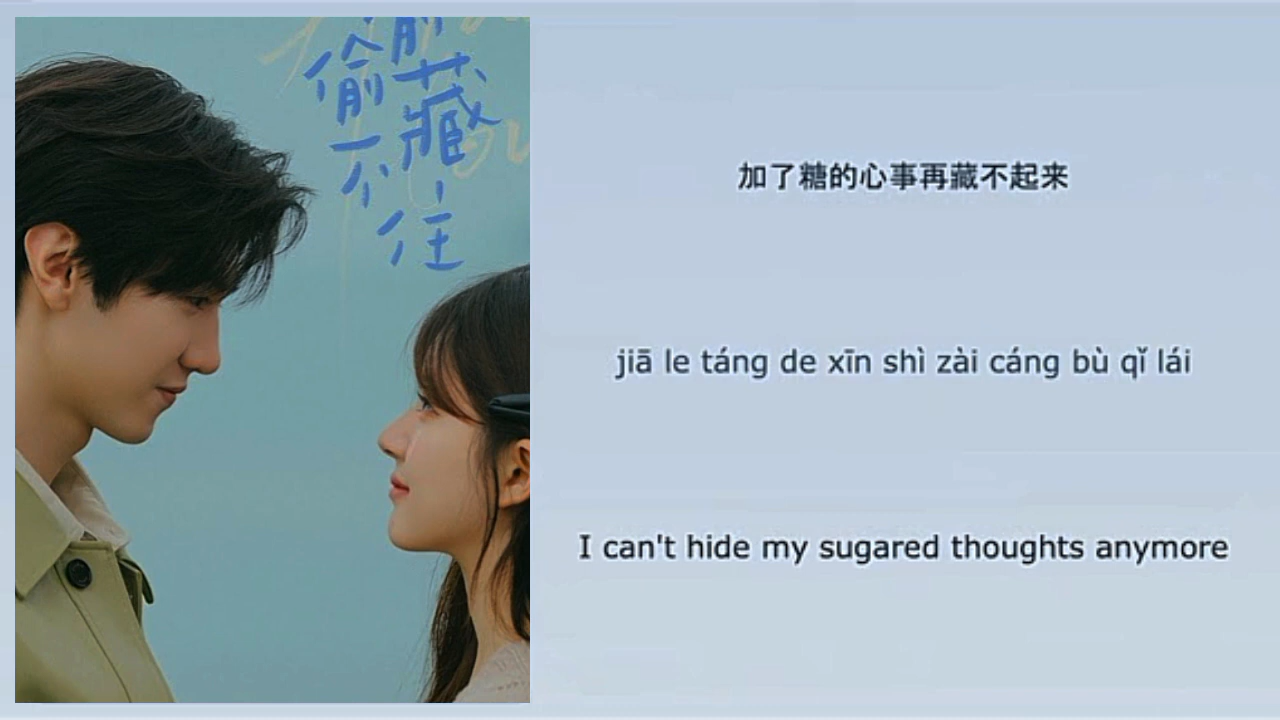 偷偷藏不住
加了糖的心事再藏不起来
jiā le táng de xīn shì zài cáng bù qǐ lái
I can't hide my sugared thoughts anymore